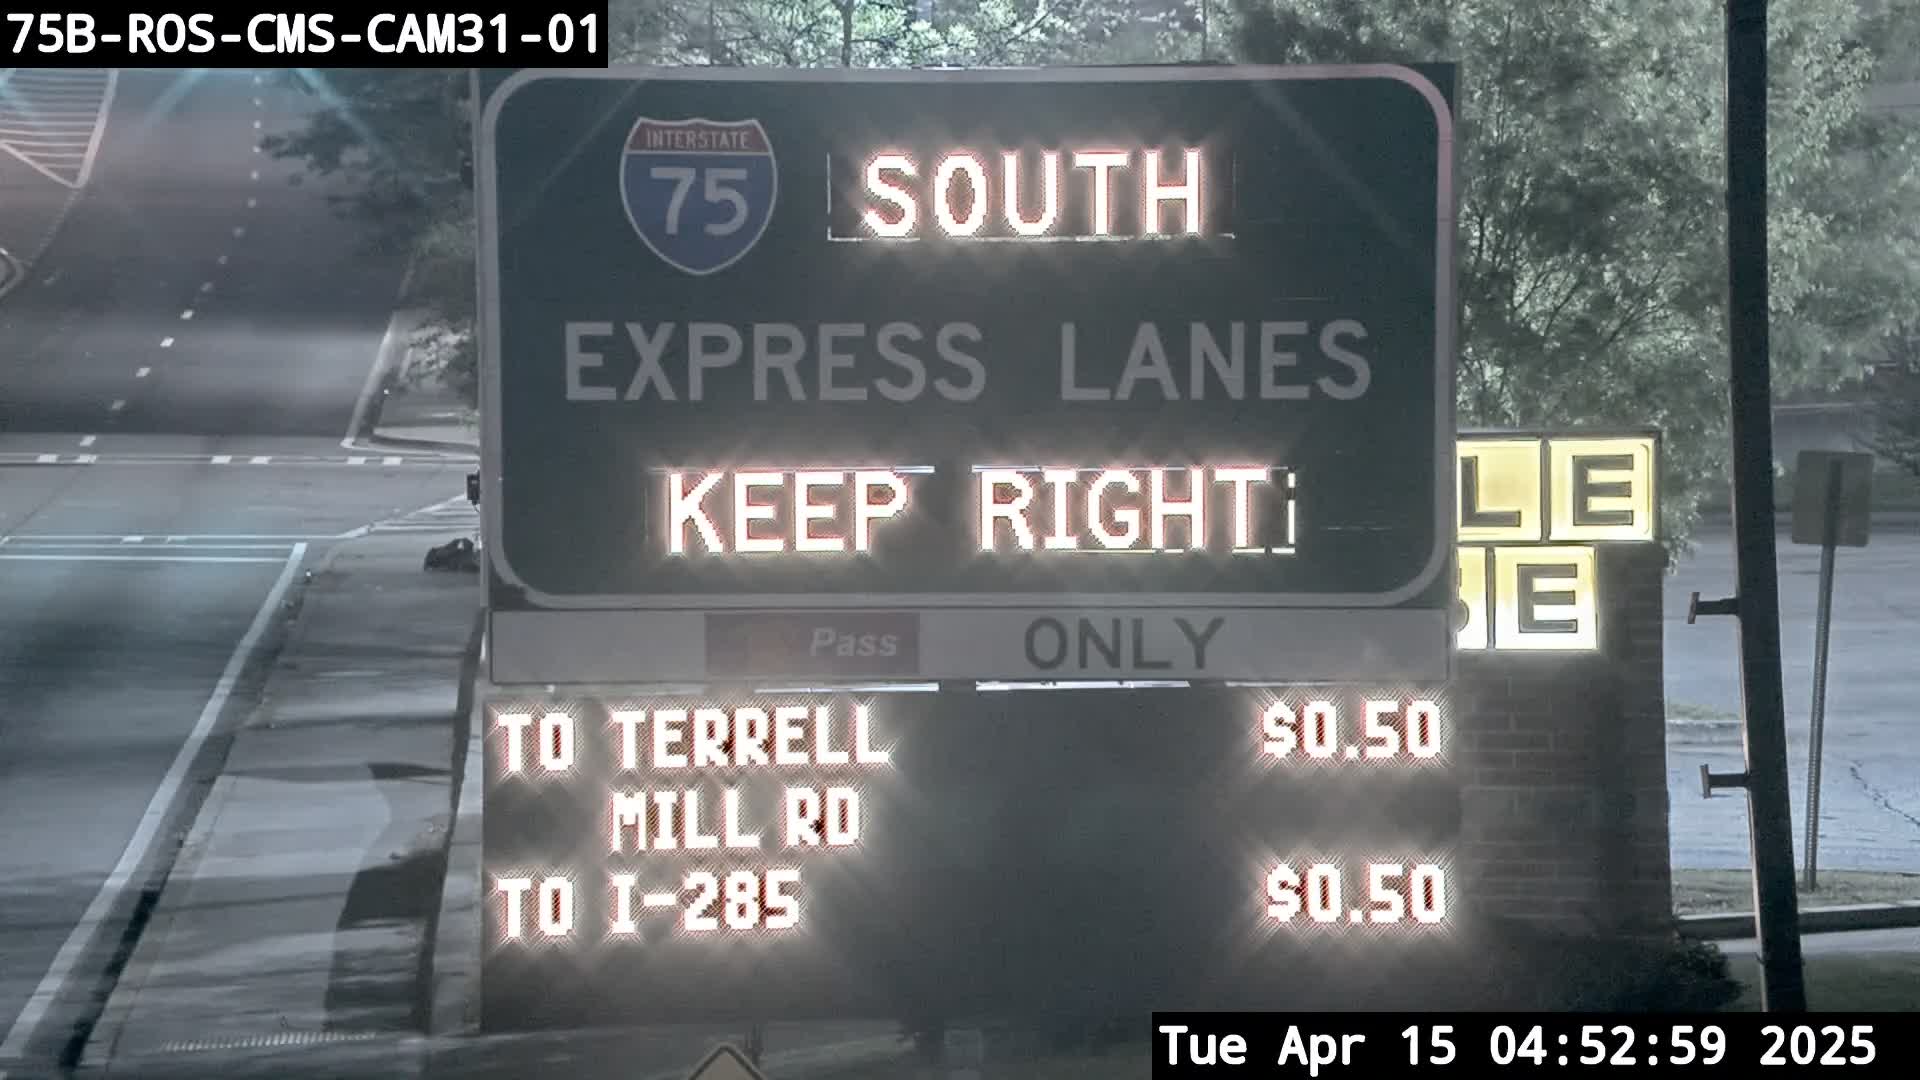 75B-ROS-CMS-CAM31-01
INTERSTATE
75
SOUTH
EXPRESS LANES
KEEP RIGHT
Pass ONLY
TO TERRELL $0.50
MILL RD
TO I-285 $0.50
LE
E
Tue Apr 15 04:52:59 2025